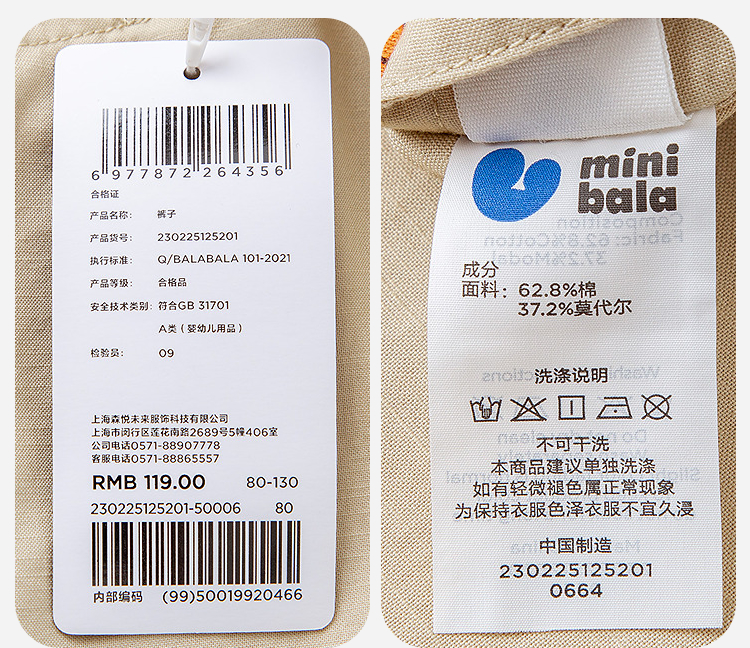 6 977872 264356
合格证
产品名称: 裤子
产品货号: 230225125201
执行标准: Q/BALABALA 101-2021
产品等级: 合格品
安全技术类别: 符合GB 31701
A类（婴幼儿用品）
检验员: 09
上海森悦未来服饰科技有限公司
上海市闵行区莲花南路2689号5幢406室
公司电话0571-88907778
客服电话0571-88865557
RMB 119.00 80-130
230225125201-50006 80
内部编码 (99)50019920466
mini
bala
成分
面料: 62.8%棉
37.2%莫代尔
洗涤说明
不可干洗
本商品建议单独洗涤
如有轻微褪色属正常现象
为保持衣服色泽衣服不宜久浸
中国制造
230225125201
0664